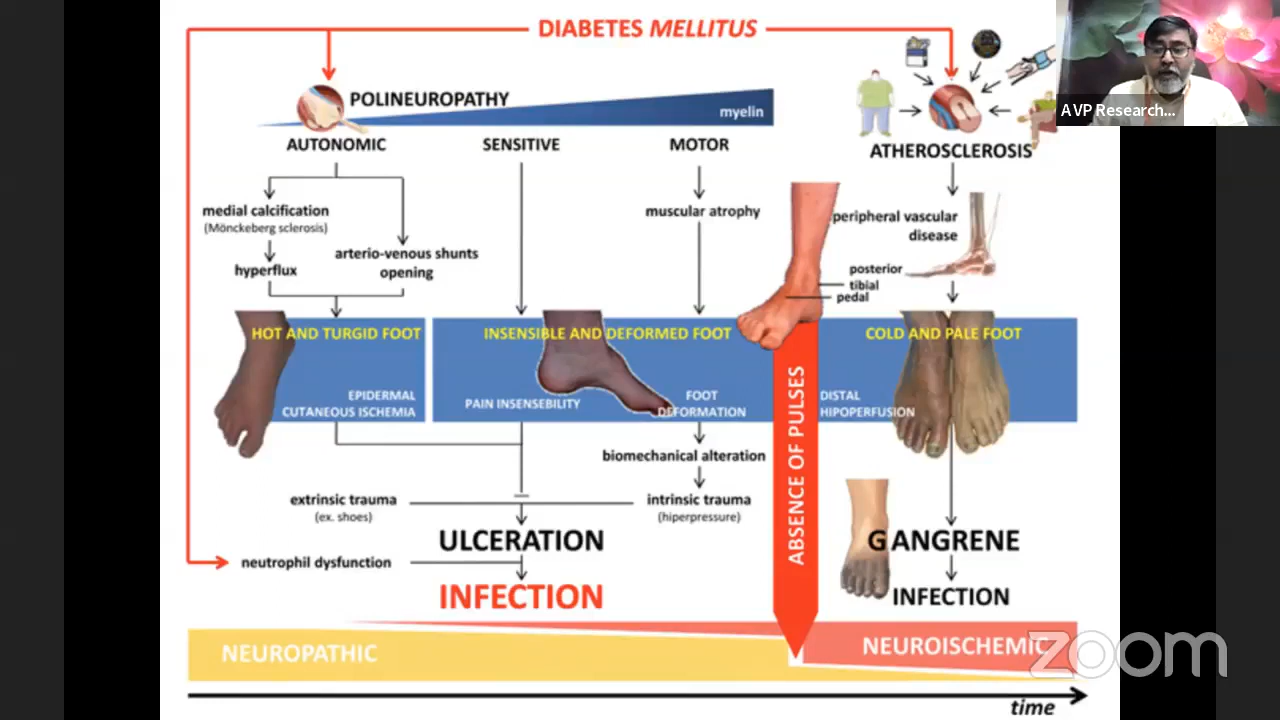 DIABETES MELLITUS
A VP Research...
POLINEUROPATHY
myelin
AUTONOMIC
SENSITIVE
MOTOR
ATHEROSCLEROSIS
medial calcification
(Mönckeberg sclerosis)
hyperflux
arterio-venous shunts
opening
muscular atrophy
peripheral vascular
disease
posterior
tibial
pedal
HOT AND TURGID FOOT
INSENSIBLE AND DEFORMED FOOT
COLD AND PALE FOOT
EPIDERMAL
CUTANEOUS ISCHEMIA
PAIN INSENSEBILITY
FOOT
DEFORMATION
DISTAL
HIPOPERFUSION
ABSENCE OF PULSES
biomechanical alteration
extrinsic trauma
(ex. shoes)
intrinsic trauma
(hiperpressure)
ULCERATION
GANGRENE
neutrophil dysfunction
INFECTION
INFECTION
NEUROPATHIC
NEUROISCHEMIC
zoom
time